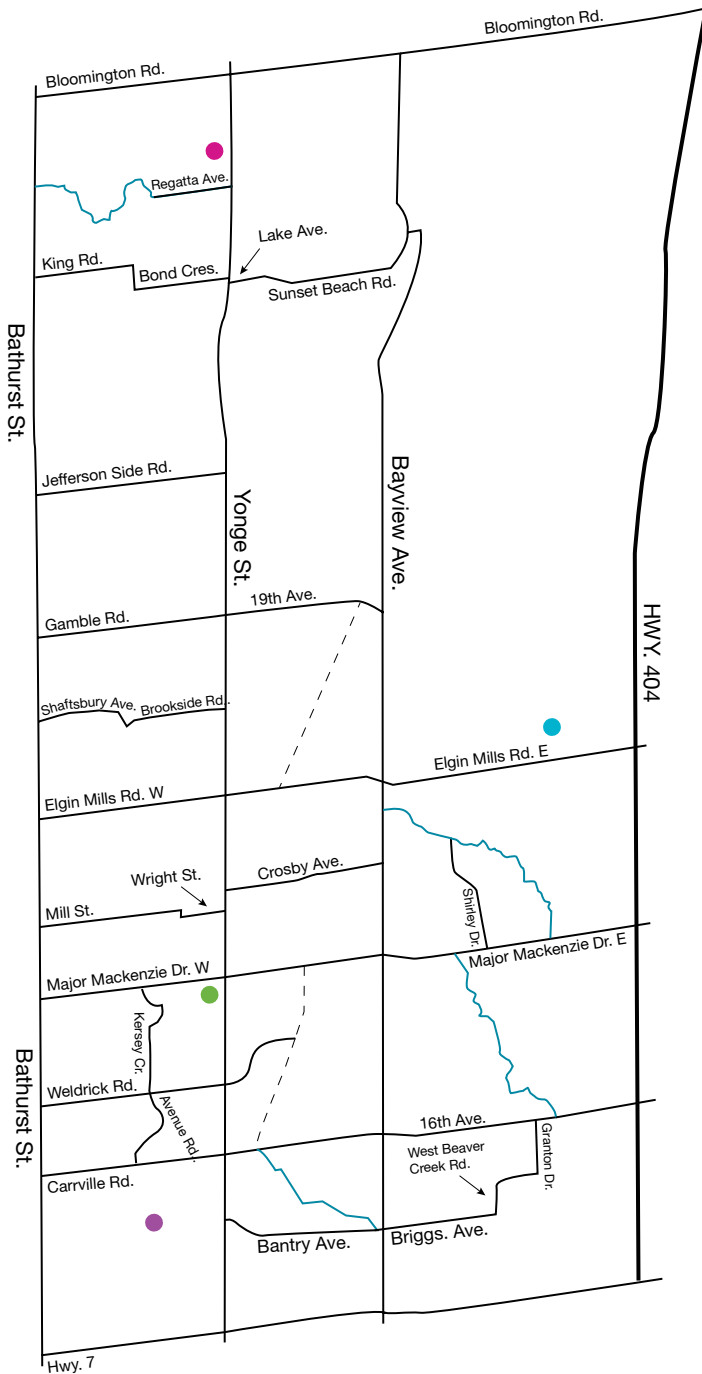 Bloomington Rd.
Bloomington Rd.
Regatta Ave.
Lake Ave.
King Rd.
Bond Cres.
Sunset Beach Rd.
Bathurst St.
Jefferson Side Rd.
Yonge St.
Bayview Ave.
19th Ave.
Gamble Rd.
HWY. 404
Shaftsbury Ave.
Brookside Rd..
Elgin Mills Rd. E
Elgin Mills Rd. W
Crosby Ave.
Wright St.
Mill St.
Shirley Dr.
Major Mackenzie Dr. E
Major Mackenzie Dr. W
Kersey Cr.
Bathurst St.
Weldrick Rd.
Avenue Rd.
16th Ave.
Granton Dr.
West Beaver
Creek Rd.
Carrville Rd.
Bantry Ave.
Briggs. Ave.
Hwy. 7